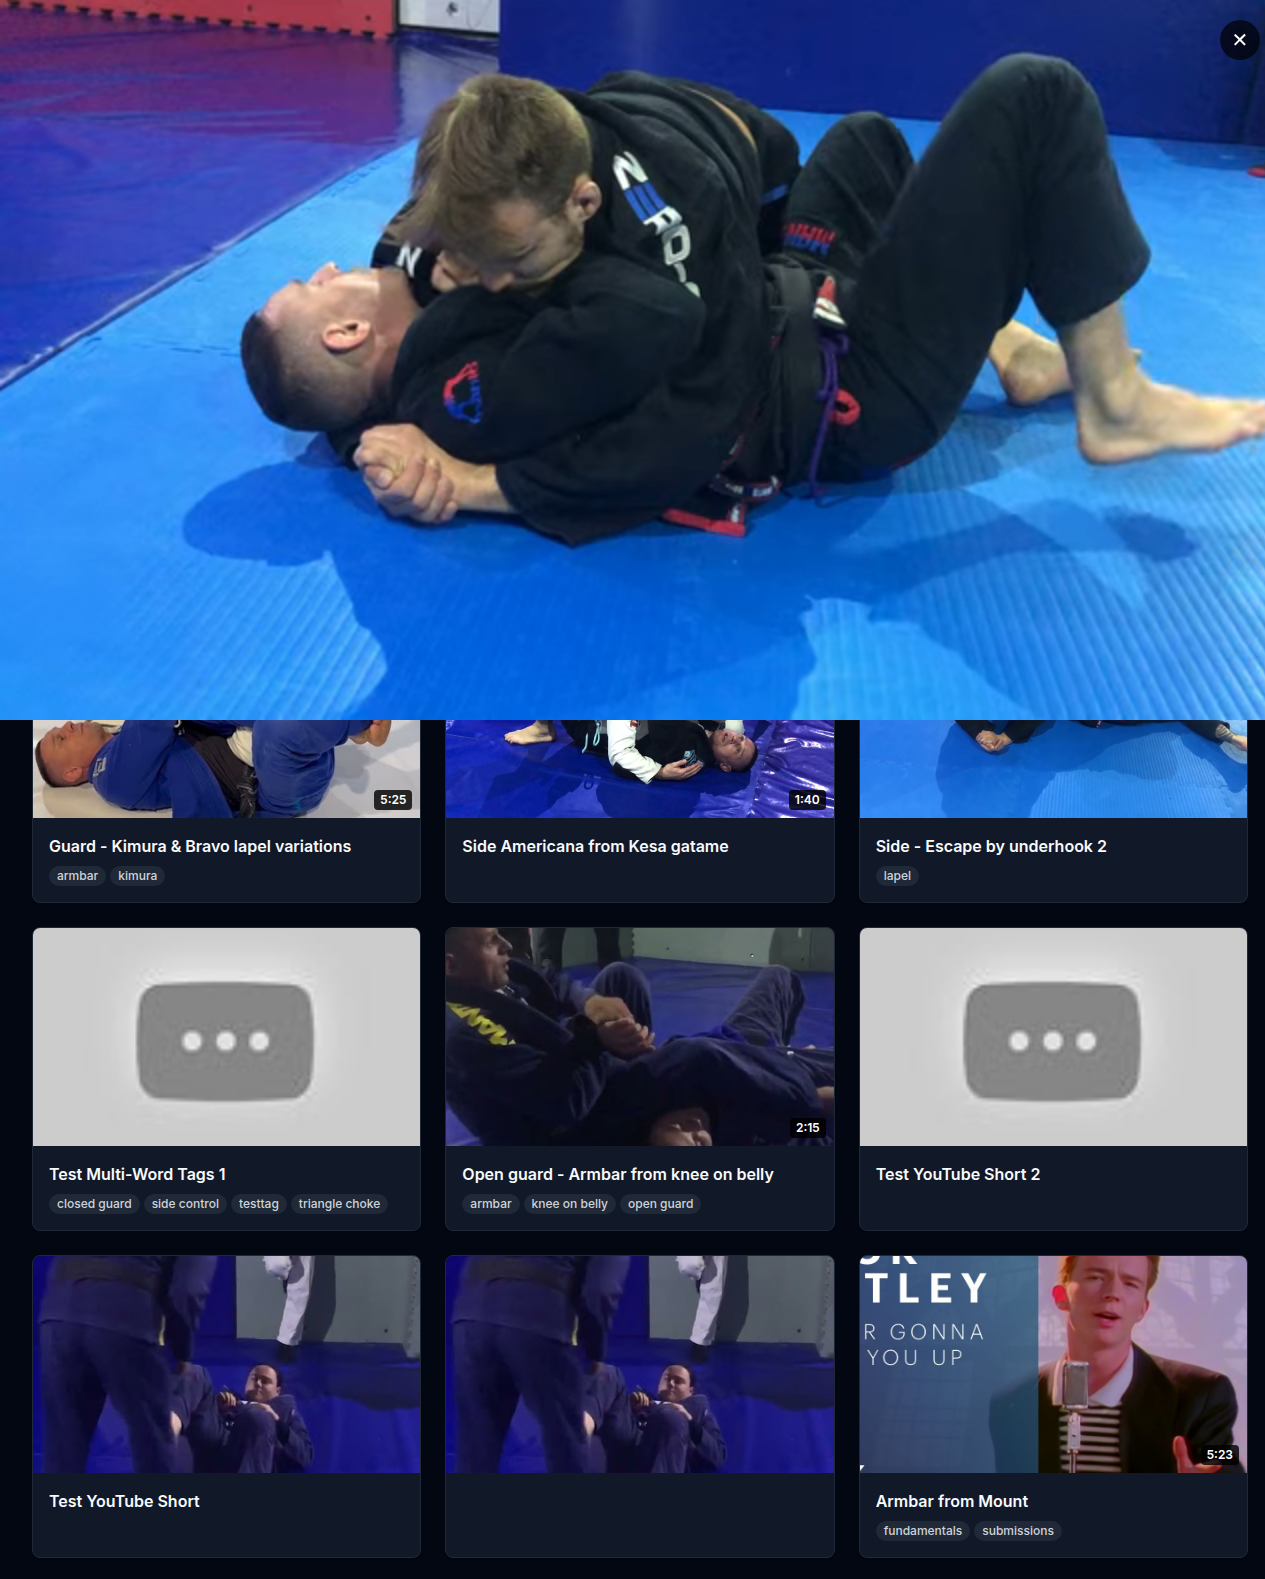 N
ZERO-G
5:25
1:40
Guard - Kimura & Bravo lapel variations
Side Americana from Kesa gatame
Side - Escape by underhook 2
armbar
kimura
lapel
2:15
Test Multi-Word Tags 1
Open guard - Armbar from knee on belly
Test YouTube Short 2
closed guard
side control
testtag
triangle choke
armbar
knee on belly
open guard
TLEY
R GONNA
YOU UP
5:23
Test YouTube Short
Armbar from Mount
fundamentals
submissions